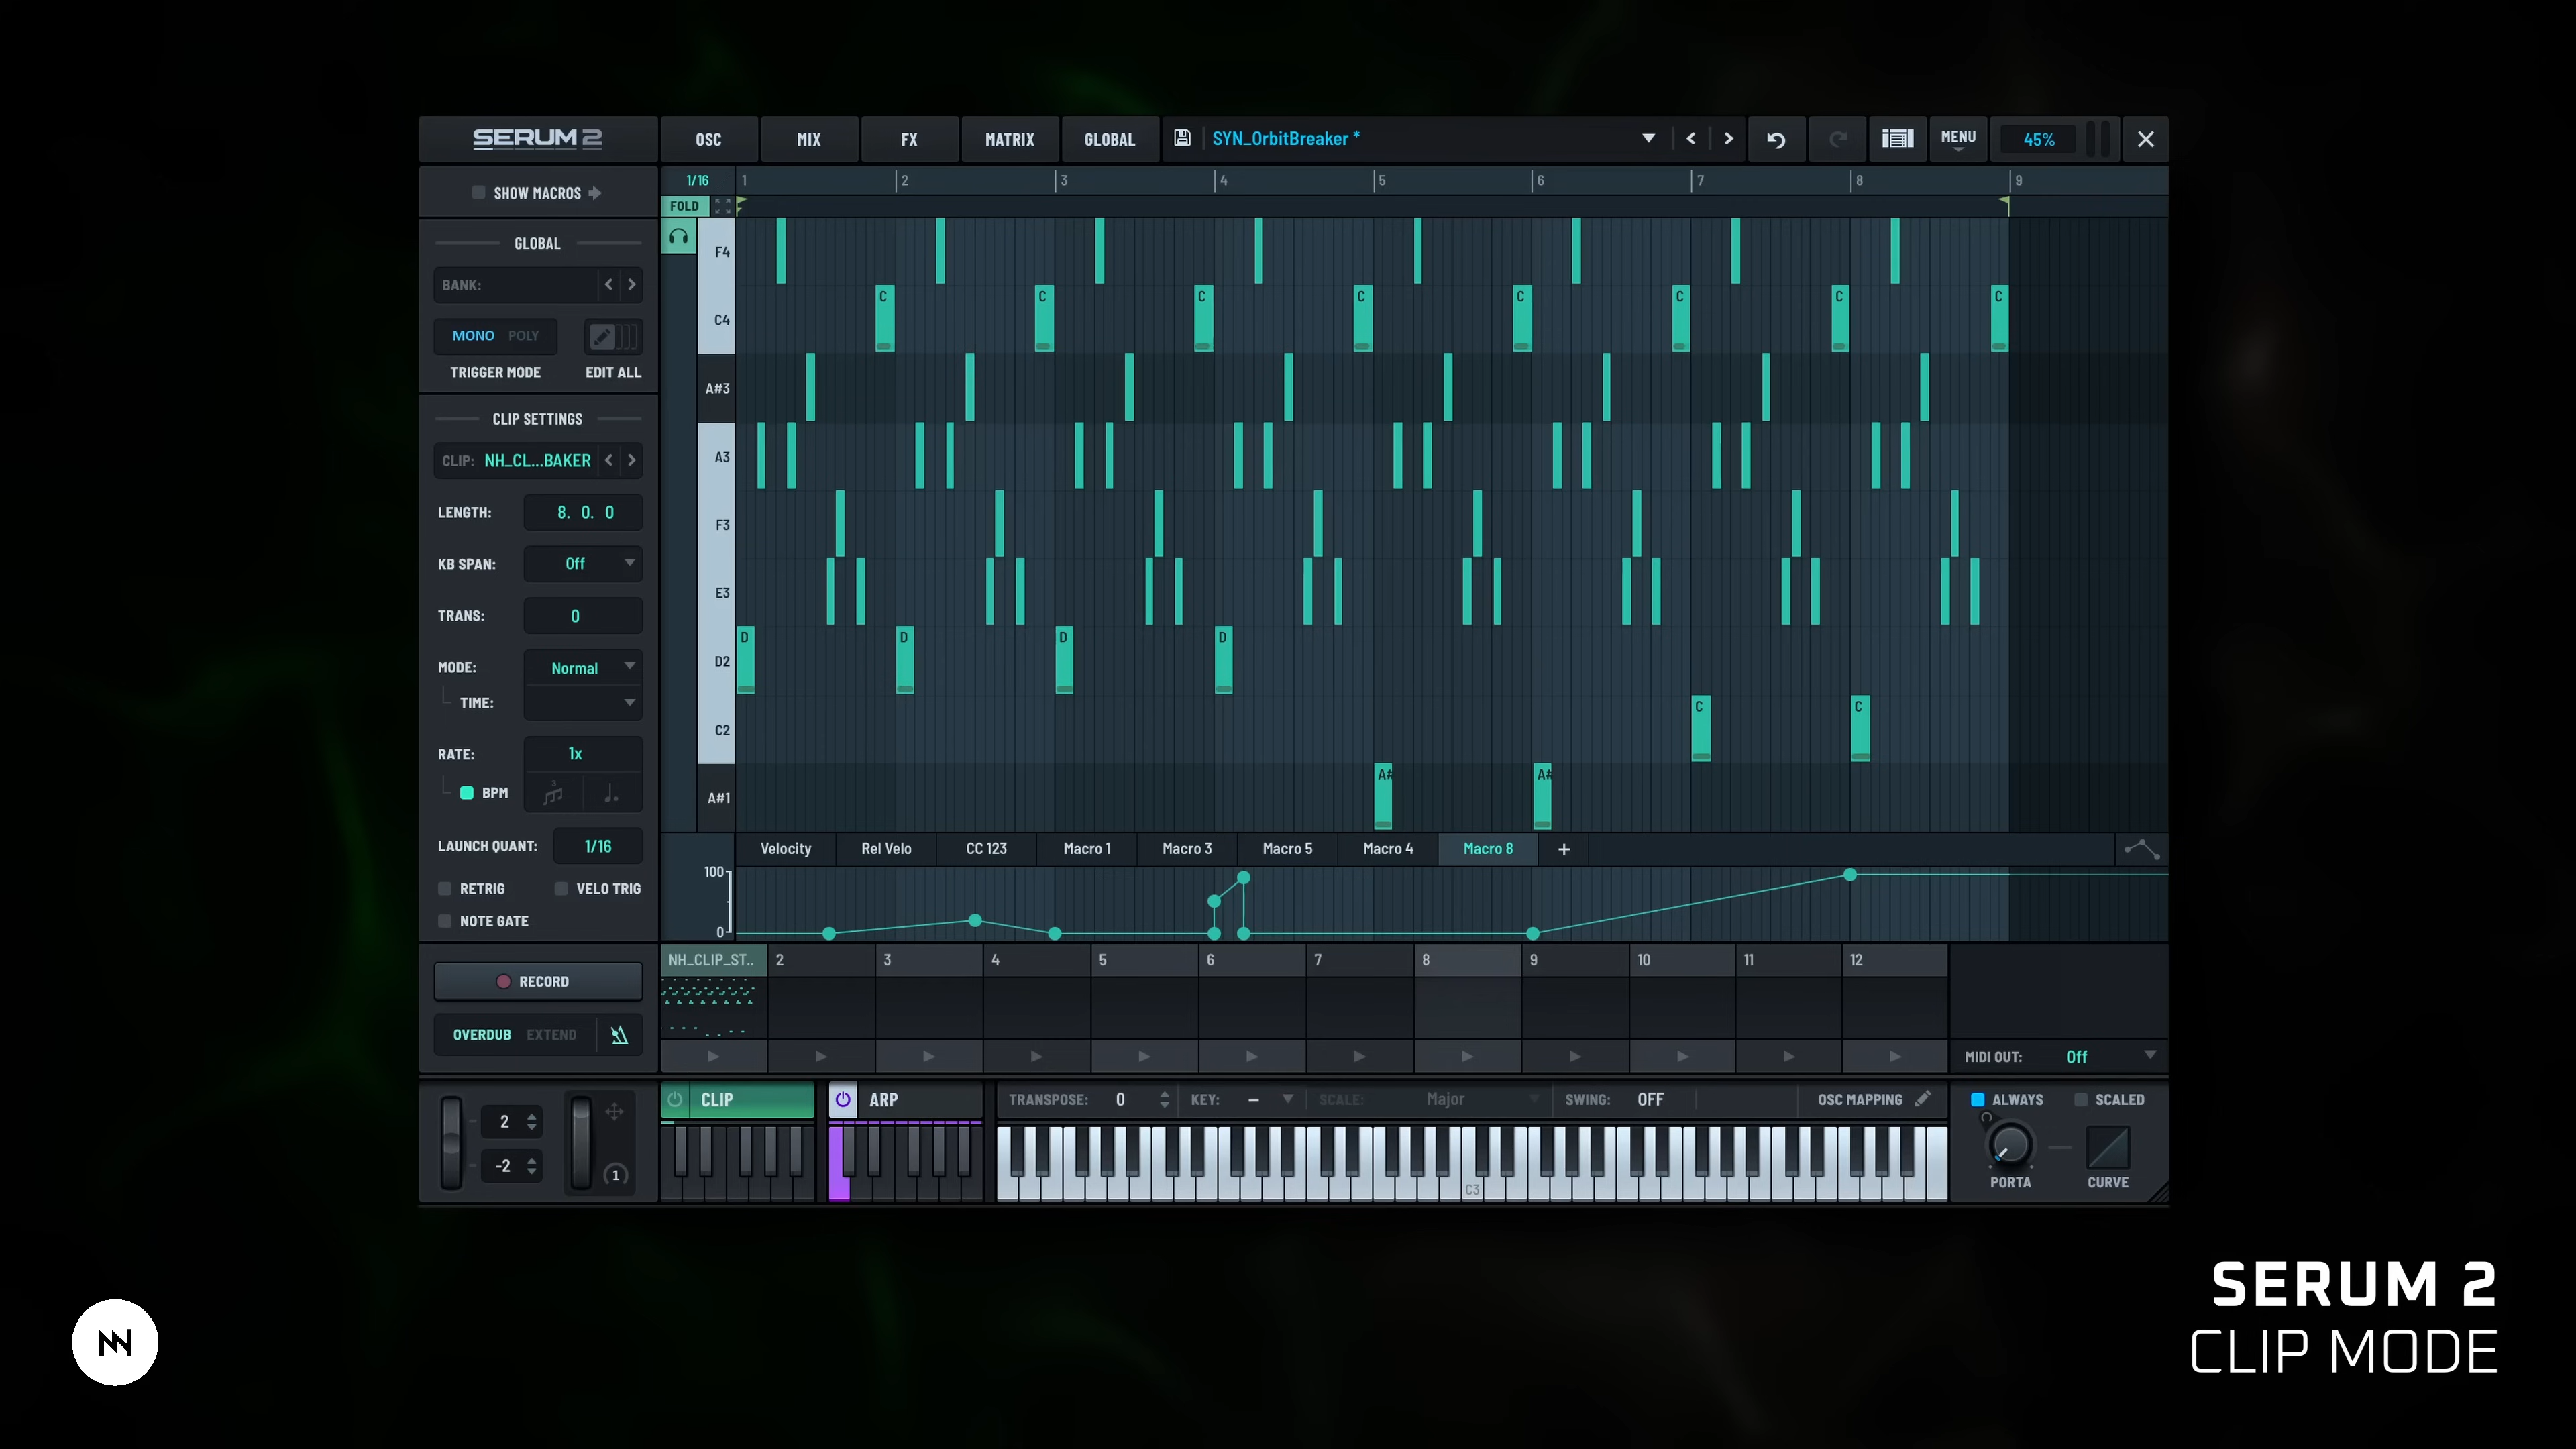 SERUM 2
OSC MIX FX MATRIX GLOBAL SYN_OrbitBreaker * MENU 45%
SHOW MACROS
GLOBAL
BANK:
MONO POLY
TRIGGER MODE EDIT ALL
CLIP SETTINGS
CLIP: NH_CL...BAKER
LENGTH: 8. 0. 0
KB SPAN: Off
TRANS: 0
MODE: Normal
TIME:
RATE: 1x
BPM 3
LAUNCH QUANT: 1/16
RETRIG VELO TRIG
NOTE GATE
RECORD
OVERDUB EXTEND
1/16 1 2 3 4 5 6 7 8 9
FOLD
F4
C C C C C C C C
C4
A#3
A3
F3
E3
D D D D
D2
C C
C2
A# A#
A#1
Velocity Rel Velo CC 123 Macro 1 Macro 3 Macro 5 Macro 4 Macro 8 +
100
0
NH_CLIP_ST.. 2 3 4 5 6 7 8 9 10 11 12
MIDI OUT: Off
2
-2
1
CLIP ARP TRANSPOSE: 0 KEY: – SCALE: Major SWING: OFF OSC MAPPING
C3
ALWAYS SCALED
PORTA CURVE
SERUM 2
CLIP MODE